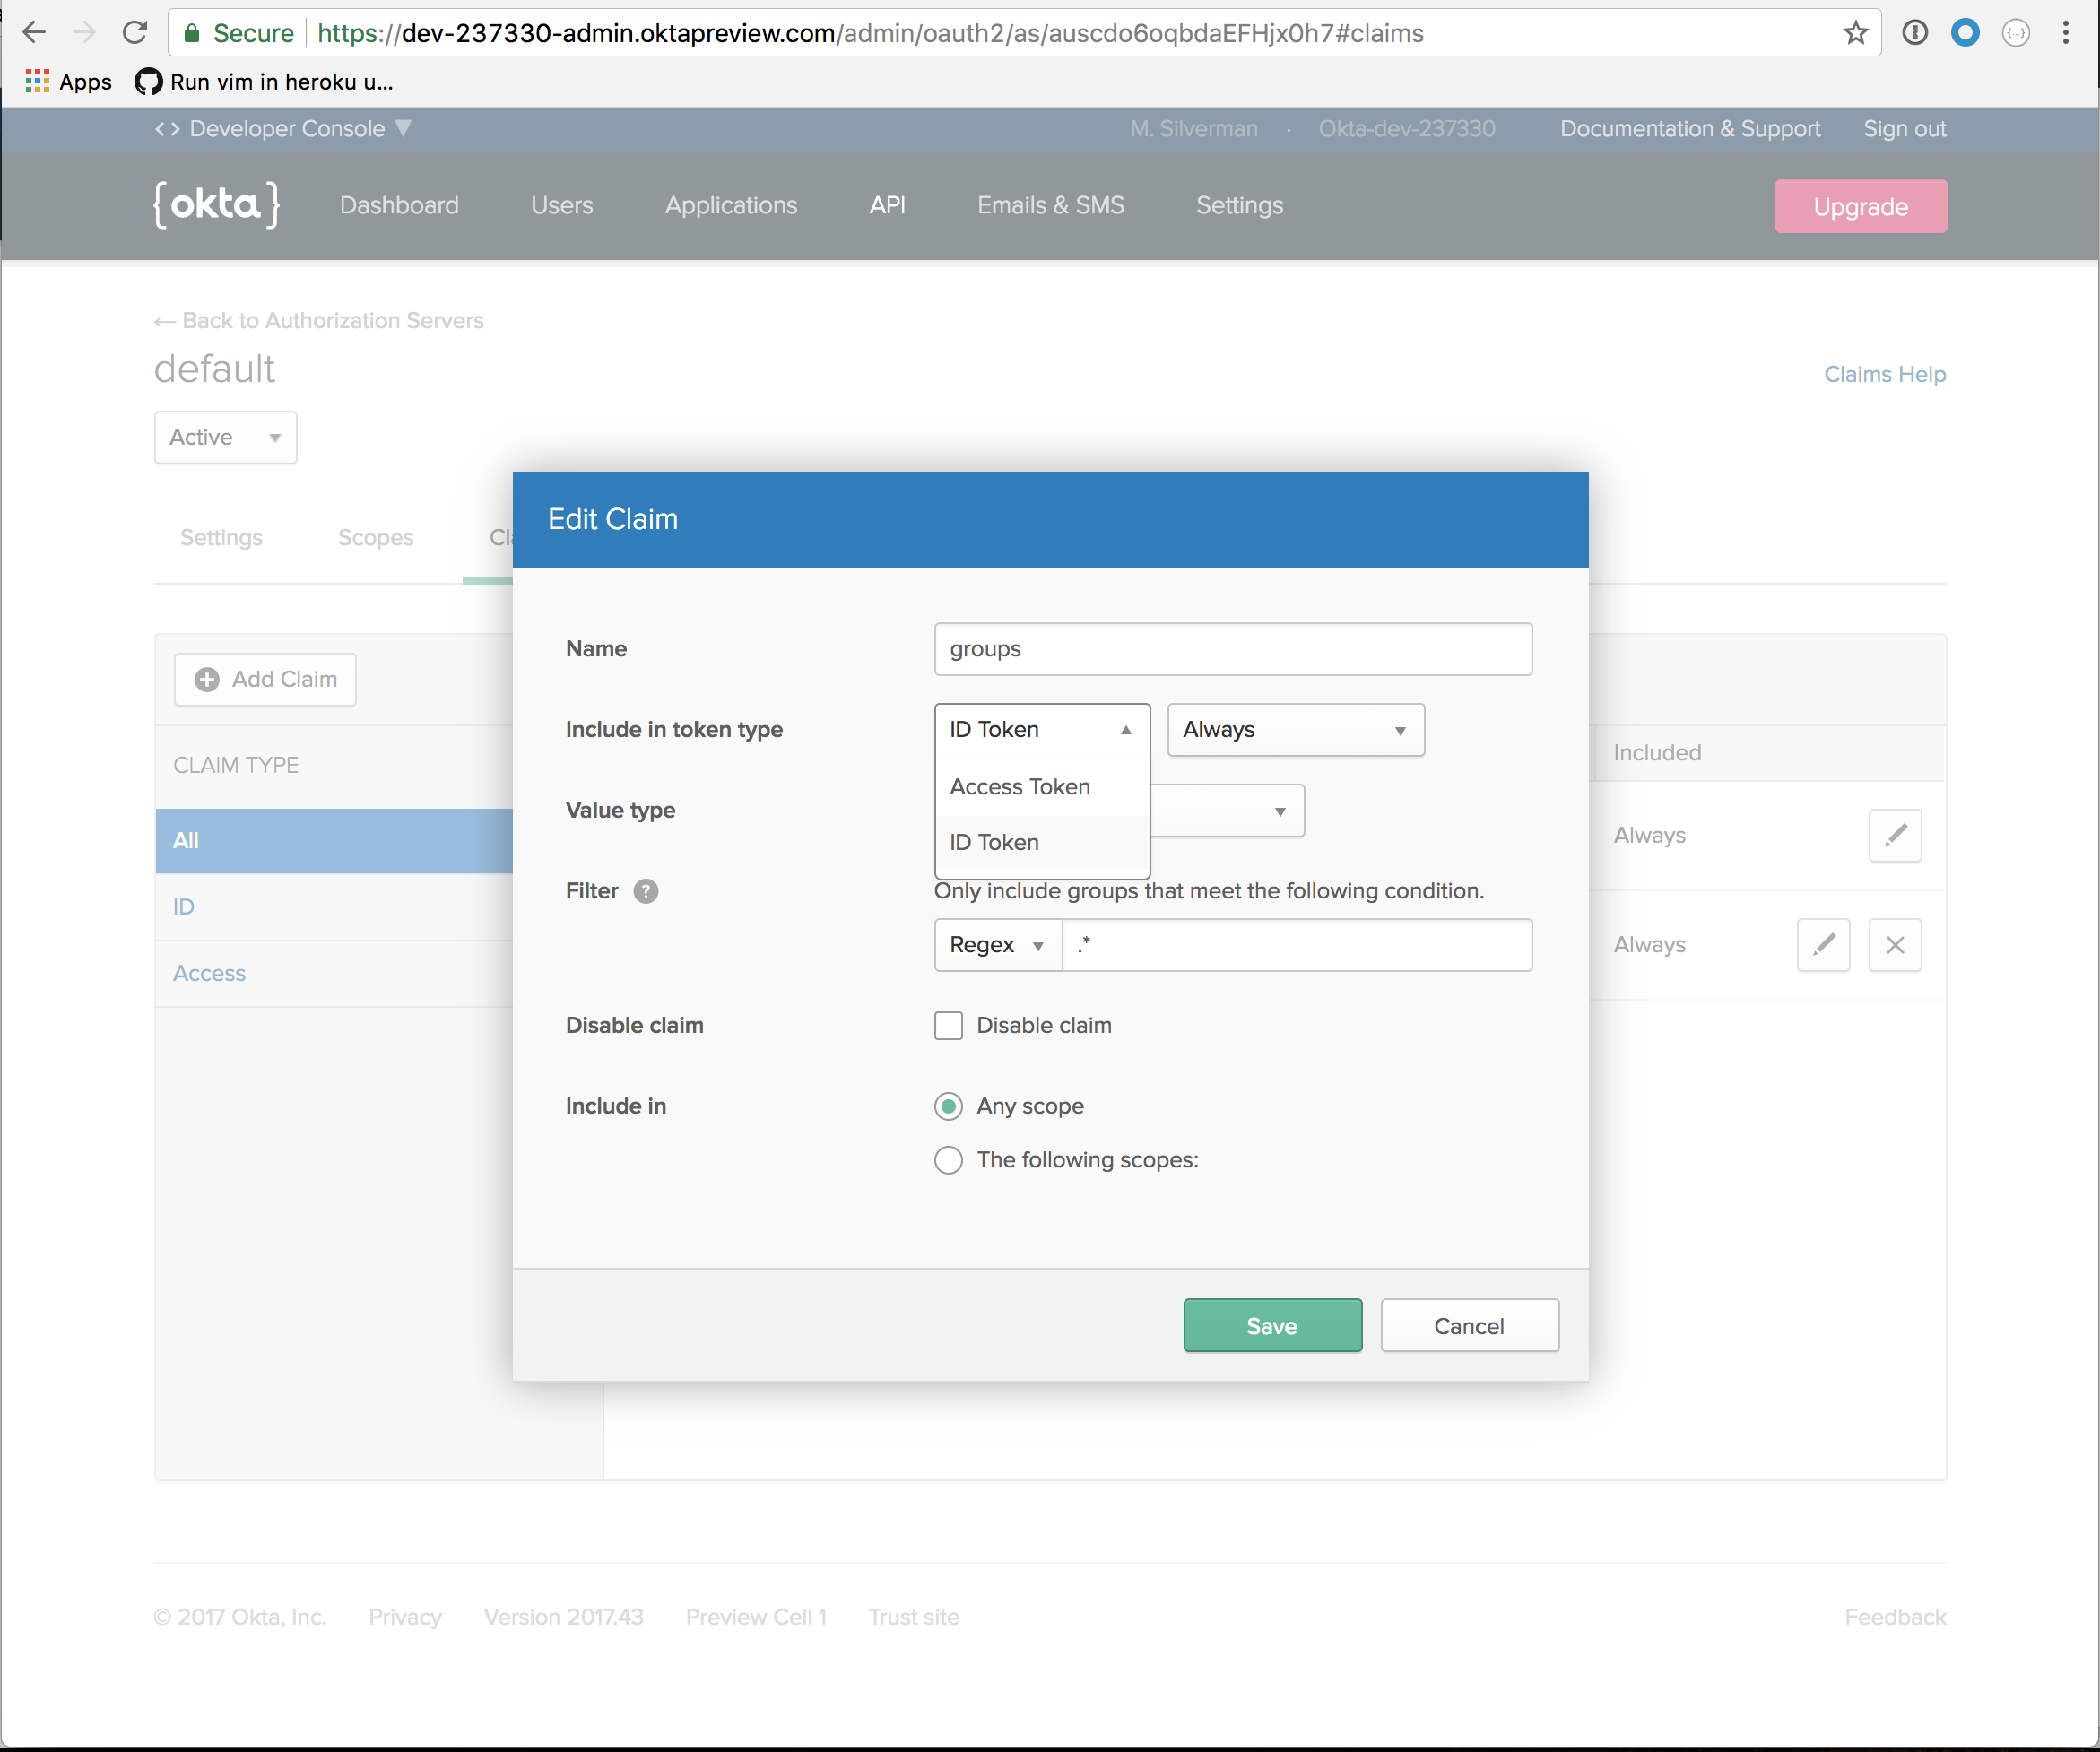 Secure https://dev-237330-admin.oktapreview.com/admin/oauth2/as/auscdo6oqbdaEFHjx0h7#claims
Apps Run vim in heroku u...
<> Developer Console ▼ M. Silverman · Okta-dev-237330 Documentation & Support Sign out
{okta} Dashboard Users Applications API Emails & SMS Settings Upgrade
← Back to Authorization Servers
default
Claims Help
Active
Settings Scopes
Edit Claim
Name groups
Add Claim
Include in token type ID Token Always
Included
CLAIM TYPE
Access Token
Value type
All
ID Token
Always
Filter ? Only include groups that meet the following condition.
ID
Regex .*
Always
Access
Disable claim Disable claim
Include in Any scope
The following scopes:
Save Cancel
© 2017 Okta, Inc. Privacy Version 2017.43 Preview Cell 1 Trust site Feedback